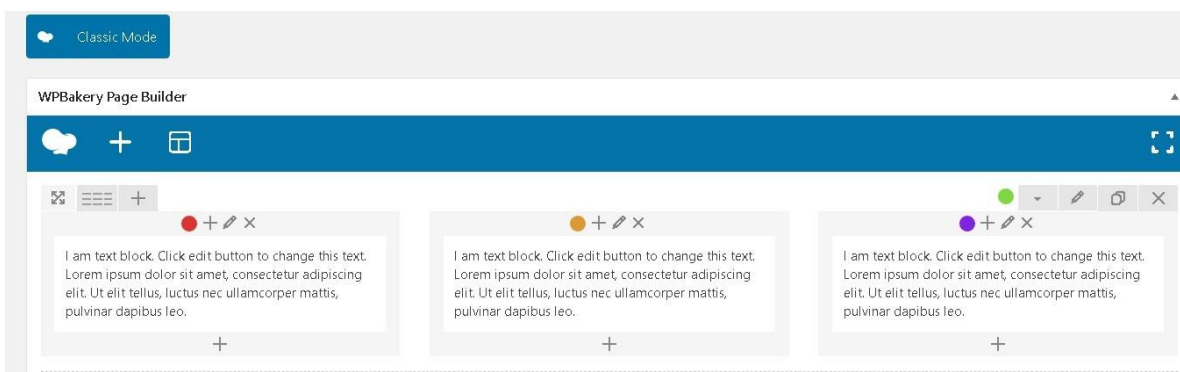 Classic Mode
WPBakery Page Builder
I am text block. Click edit button to change this text.
Lorem ipsum dolor sit amet, consectetur adipiscing
elit. Ut elit tellus, luctus nec ullamcorper mattis,
pulvinar dapibus leo.
I am text block. Click edit button to change this text.
Lorem ipsum dolor sit amet, consectetur adipiscing
elit. Ut elit tellus, luctus nec ullamcorper mattis,
pulvinar dapibus leo.
I am text block. Click edit button to change this text.
Lorem ipsum dolor sit amet, consectetur adipiscing
elit. Ut elit tellus, luctus nec ullamcorper mattis,
pulvinar dapibus leo.